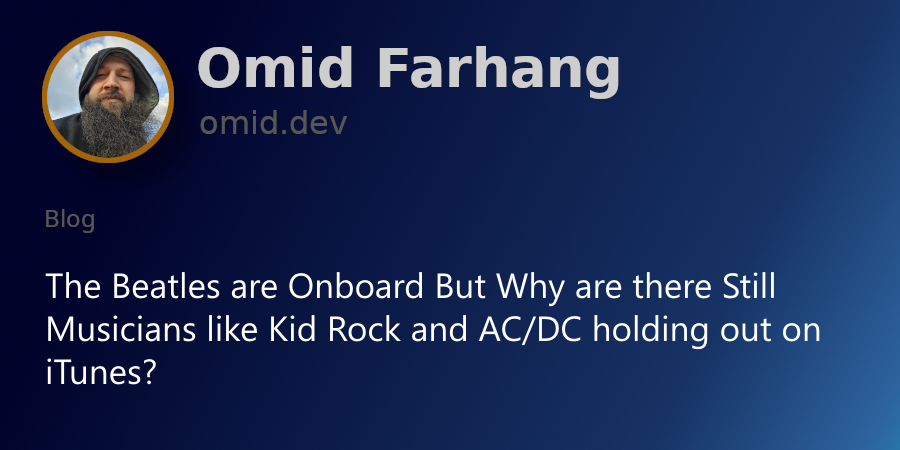 Omid Farhang
omid.dev
Blog
The Beatles are Onboard But Why are there Still
Musicians like Kid Rock and AC/DC holding out on
iTunes?